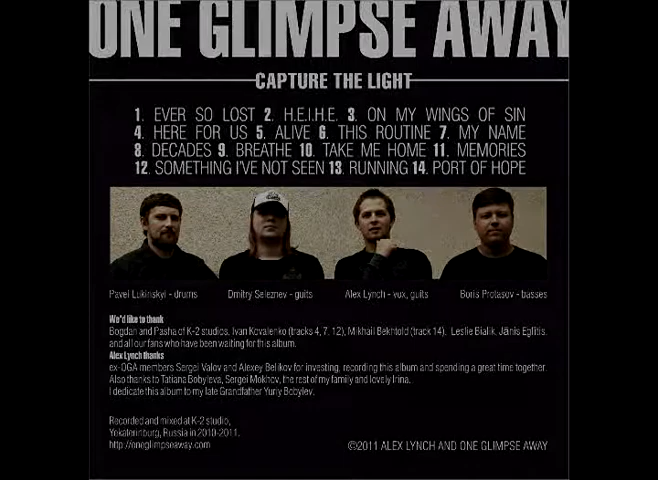 ONE GLIMPSE AWAY
CAPTURE THE LIGHT
1. EVER SO LOST 2. H.E.I.H.E. 3. ON MY WINGS OF SIN
4. HERE FOR US 5. ALIVE 6. THIS ROUTINE 7. MY NAME
8. DECADES 9. BREATHE 10. TAKE ME HOME 11. MEMORIES
12. SOMETHING I'VE NOT SEEN 13. RUNNING 14. PORT OF HOPE
Pavel Lukinskyi - drums Dmitry Seleznev - guits Alex Lynch - vox, guits Boris Protasov - basses
We'd like to thank
Bogdan and Pasha of K-2 studios, Ivan Kovalenko (tracks 4, 7, 12), Mikhail Bekhtold (track 14). Leslie Bialik, Jānis Eglitis,
and all our fans who have been waiting for this album.
Alex Lynch thanks
ex-OGA members Sergei Valov and Alexey Belikov for investing, recording this album and spending a great time together.
Also thanks to Tatiana Bobyleva, Sergei Mokhov, the rest of my family and lovely Irina.
I dedicate this album to my late Grandfather Yuriy Bobylev.
Recorded and mixed at K-2 studio,
Yekaterinburg, Russia in 2010-2011.
http://oneglimpseaway.com
©2011 ALEX LYNCH AND ONE GLIMPSE AWAY